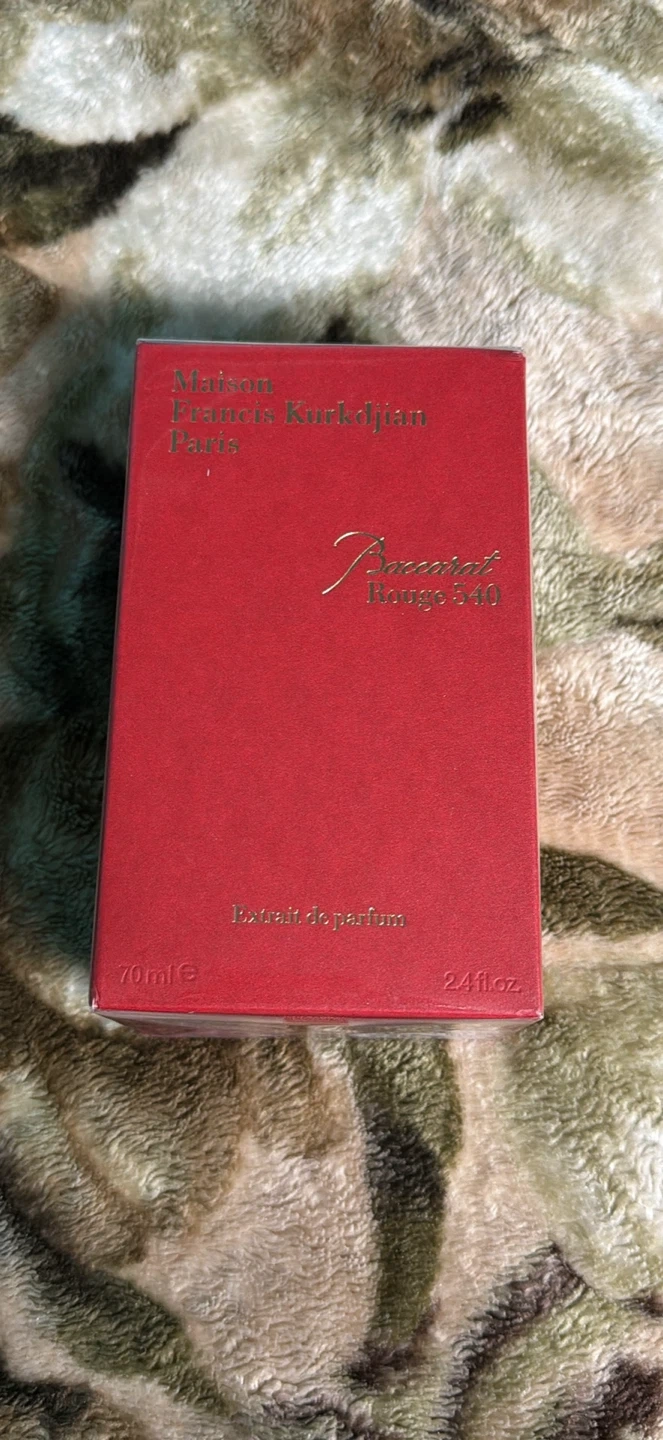 Maison
Francis Kurkdjian
Paris
Baccarat
Rouge 540
Extrait de parfum
70 ml ℮
2.4 fl.oz.